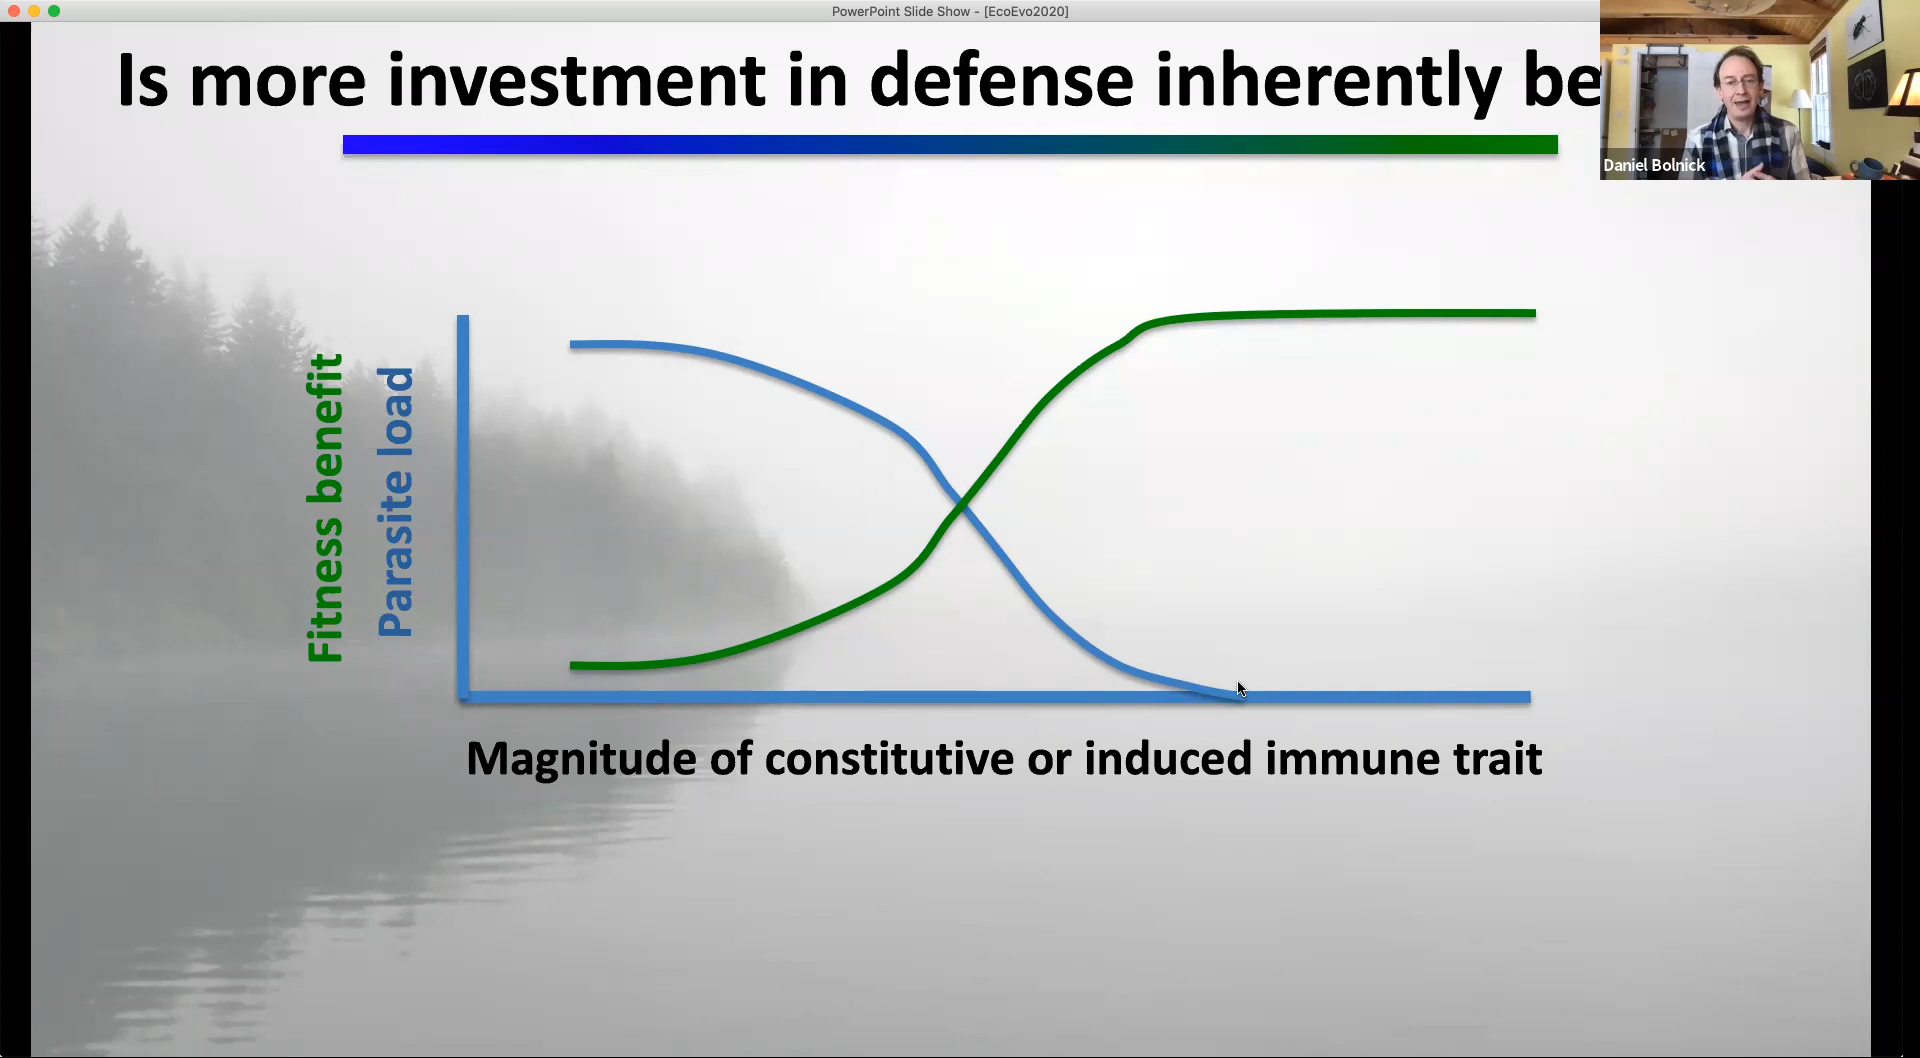 PowerPoint Slide Show - [EcoEvo2020]
Is more investment in defense inherently be
Daniel Bolnick
Fitness benefit
Parasite load
Magnitude of constitutive or induced immune trait